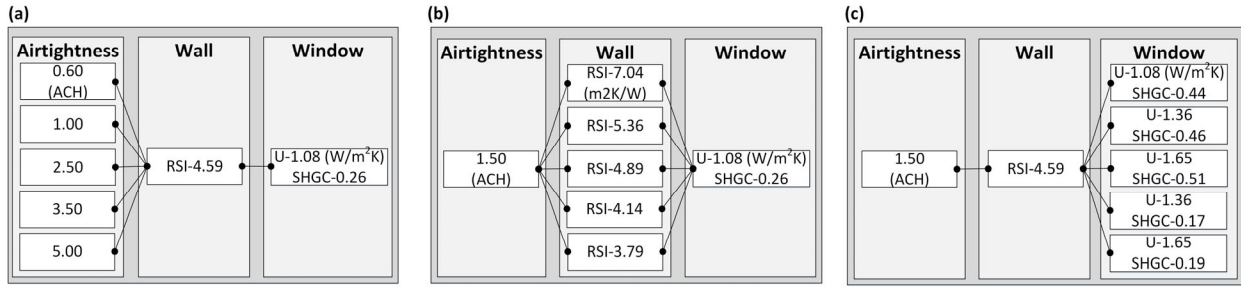 (a)
Airtightness
0.60
(ACH)
1.00
2.50
3.50
5.00
Wall
RSI-4.59
Window
U-1.08 (W/m²K)
SHGC-0.26
(b)
Airtightness
1.50
(ACH)
Wall
RSI-7.04
(m2K/W)
RSI-5.36
RSI-4.89
RSI-4.14
RSI-3.79
Window
U-1.08 (W/m²K)
SHGC-0.26
(c)
Airtightness
1.50
(ACH)
Wall
RSI-4.59
Window
U-1.08 (W/m²K)
SHGC-0.44
U-1.36
SHGC-0.46
U-1.65
SHGC-0.51
U-1.36
SHGC-0.17
U-1.65
SHGC-0.19